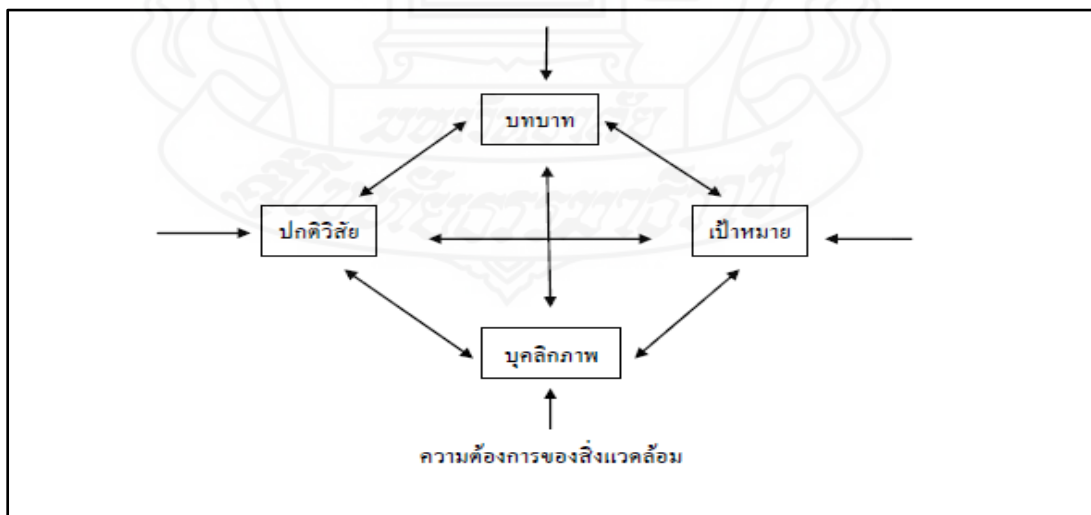 บทบาท
ปกติวิสัย
เป้าหมาย
บุคลิกภาพ
ความต้องการของสิ่งแวดล้อม